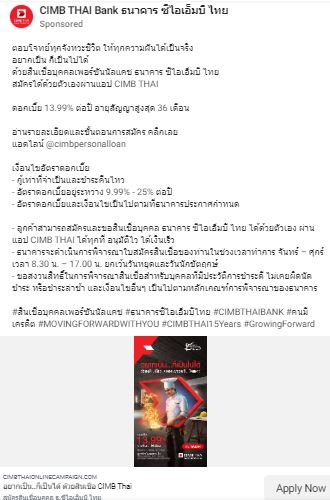 CIMB THAI Bank ธนาคาร ซีไอเอ็มบี ไทย
Sponsored
ตอบโจทย์ทุกจังหวะชีวิต ให้ทุกความฝันได้เป็นจริง
อยากเป็น ก็เป็นไปได้
ด้วยสินเชื่อบุคคลเพอร์ซันนัลแคช ธนาคาร ซีไอเอ็มบี ไทย
สมัครได้ด้วยตัวเองผ่านแอป CIMB THAI
ดอกเบี้ย 13.99% ต่อปี อายุสัญญาสูงสุด 36 เดือน
อ่านรายละเอียดและขั้นตอนการสมัคร คลิกเลย
แอดไลน์ @cimbpersonalloan
เงื่อนไขอัตราดอกเบี้ย
- กู้เท่าที่จำเป็นและชำระคืนไหว
- อัตราดอกเบี้ยอยู่ระหว่าง 9.99% - 25% ต่อปี
- อัตราดอกเบี้ยและเงื่อนไขเป็นไปตามที่ธนาคารประกาศกำหนด
- ลูกค้าสามารถสมัครและขอสินเชื่อบุคคล ธนาคาร ซีไอเอ็มบี ไทย ได้ด้วยตัวเอง ผ่าน
แอป CIMB THAI ได้ทุกที่ อนุมัติไว ได้เงินเร็ว
- ธนาคารจะดำเนินการพิจารณาใบสมัครสินเชื่อของท่านในช่วงเวลาทำการ จันทร์ – ศุกร์
เวลา 8.30 น. – 17.00 น. ยกเว้นวันหยุดและวันนักขัตฤกษ์
- ขอสงวนสิทธิ์ในการพิจารณาสินเชื่อสำหรับบุคคลที่มีประวัติการชำระดี ไม่เคยผิดนัด
ชำระ หรือชำระล่าช้า และเงื่อนไขอื่นๆ เป็นไปตามหลักเกณฑ์การพิจารณาของธนาคาร
#สินเชื่อบุคคลเพอร์ซันนัลแคช #ธนาคารซีไอเอ็มบีไทย #CIMBTHAIBANK #คนมี
เครดิต #MOVINGFORWARDWITHYOU #CIMBTHAI15Years #GrowingForward
อยากเป็น...ก็เป็นไปได้
13.99%
CIMBTHAIONLINECAMPAIGN.COM
อยากเป็น...ก็เป็นได้ ด้วยสินเชื่อ CIMB Thai
สมัครสินเชื่อบุคคล ธ.ซีไอเอ็มบี ไทย
Apply Now